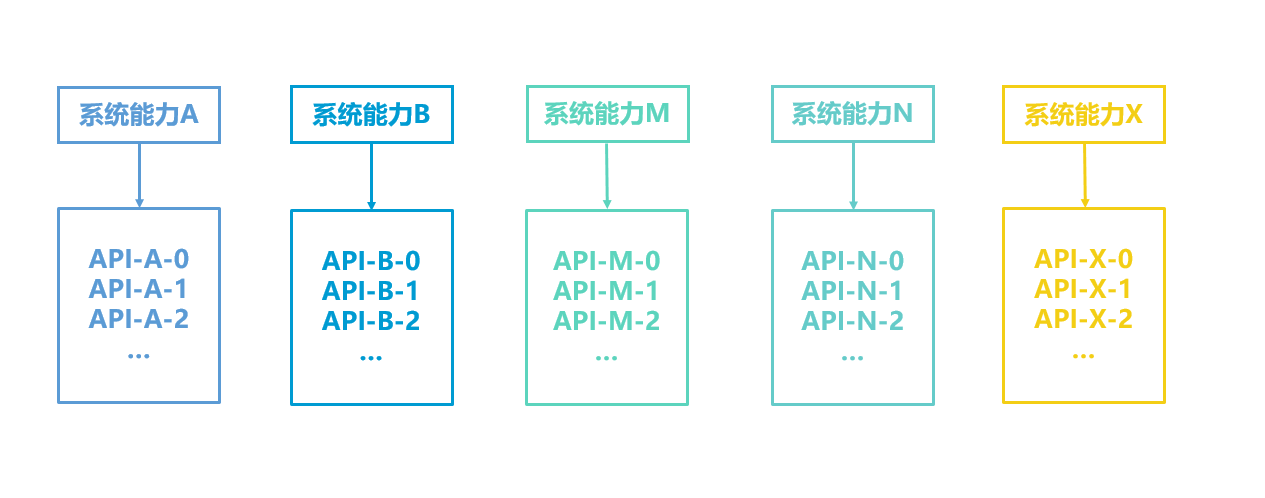 系统能力A
API-A-0
API-A-1
API-A-2
...
系统能力B
API-B-0
API-B-1
API-B-2
...
系统能力M
API-M-0
API-M-1
API-M-2
...
系统能力N
API-N-0
API-N-1
API-N-2
...
系统能力X
API-X-0
API-X-1
API-X-2
...